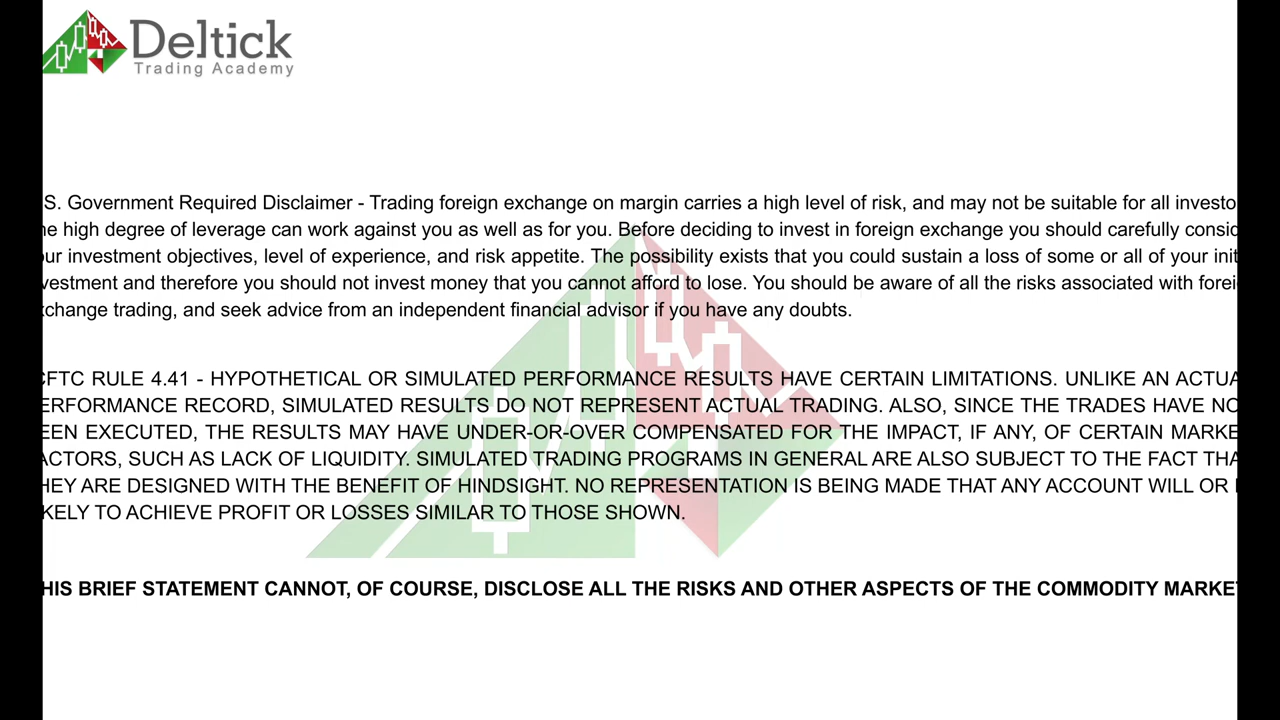 Deltick
Trading Academy
S. Government Required Disclaimer - Trading foreign exchange on margin carries a high level of risk, and may not be suitable for all investo
he high degree of leverage can work against you as well as for you. Before deciding to invest in foreign exchange you should carefully consid
ur investment objectives, level of experience, and risk appetite. The possibility exists that you could sustain a loss of some or all of your init
vestment and therefore you should not invest money that you cannot afford to lose. You should be aware of all the risks associated with forei
xchange trading, and seek advice from an independent financial advisor if you have any doubts.
CFTC RULE 4.41 - HYPOTHETICAL OR SIMULATED PERFORMANCE RESULTS HAVE CERTAIN LIMITATIONS. UNLIKE AN ACTUA
ERFORMANCE RECORD, SIMULATED RESULTS DO NOT REPRESENT ACTUAL TRADING. ALSO, SINCE THE TRADES HAVE NO
EEN EXECUTED, THE RESULTS MAY HAVE UNDER-OR-OVER COMPENSATED FOR THE IMPACT, IF ANY, OF CERTAIN MARKE
ACTORS, SUCH AS LACK OF LIQUIDITY. SIMULATED TRADING PROGRAMS IN GENERAL ARE ALSO SUBJECT TO THE FACT THA
HEY ARE DESIGNED WITH THE BENEFIT OF HINDSIGHT. NO REPRESENTATION IS BEING MADE THAT ANY ACCOUNT WILL OR
KELY TO ACHIEVE PROFIT OR LOSSES SIMILAR TO THOSE SHOWN.
HIS BRIEF STATEMENT CANNOT, OF COURSE, DISCLOSE ALL THE RISKS AND OTHER ASPECTS OF THE COMMODITY MARKET